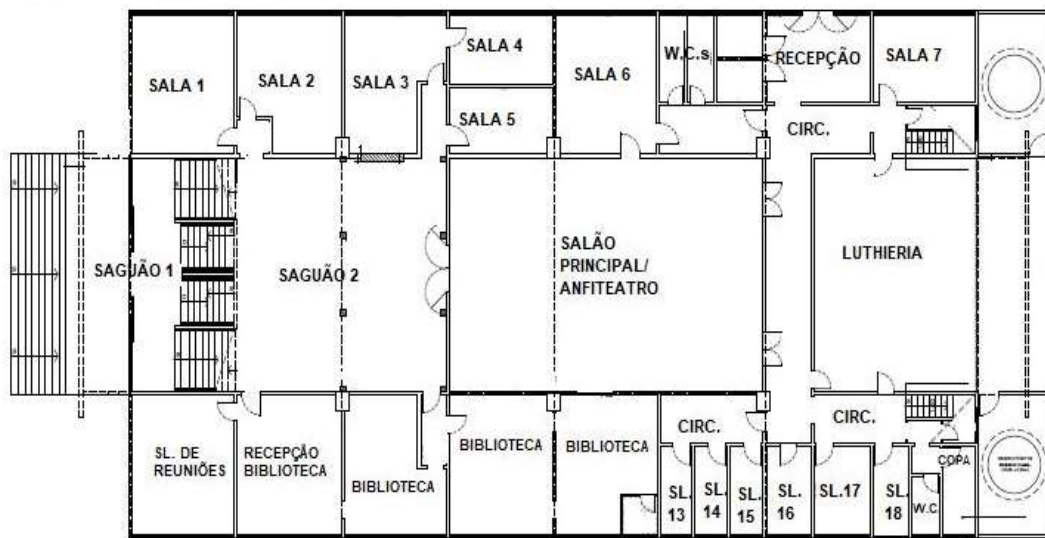 SALA 1
SALA 2
SALA 3
SALA 4
SALA 5
SALA 6
W.C.s
RECEPÇÃO
SALA 7
CIRC.
SAGUÃO 1
SAGUÃO 2
SALÃO
PRINCIPAL/
ANFITEATRO
LUTHIERIA
SL. DE
REUNIÕES
RECEPÇÃO
BIBLIOTECA
BIBLIOTECA
BIBLIOTECA
BIBLIOTECA
CIRC.
CIRC.
SL.
13
SL.
14
SL.
15
SL.
16
SL.17
SL.
18
W.C.
COPA